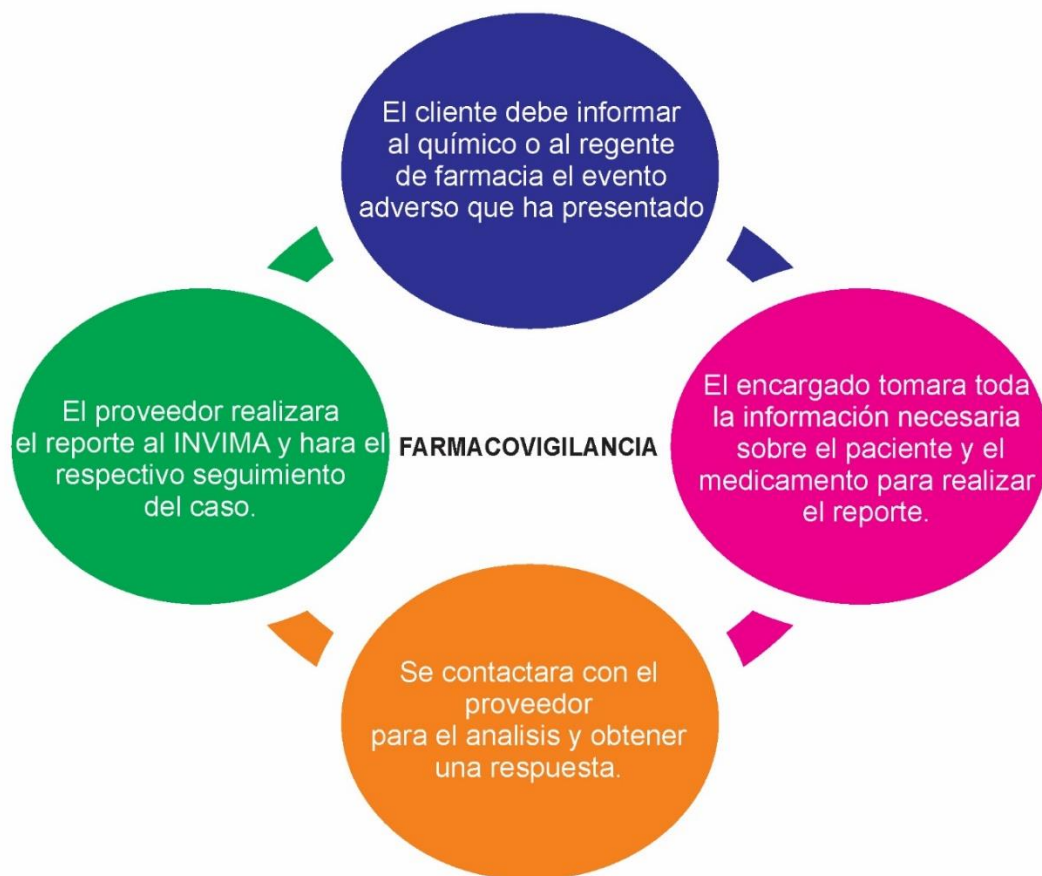 El cliente debe informar
al químico o al regente
de farmacia el evento
adverso que ha presentado
El encargado tomara toda
la información necesaria
sobre el paciente y el
medicamento para realizar
el reporte.
Se contactara con el
proveedor
para el analisis y obtener
una respuesta.
El proveedor realizara
el reporte al INVIMA y hara el
respectivo seguimiento
del caso.
FARMACOVIGILANCIA